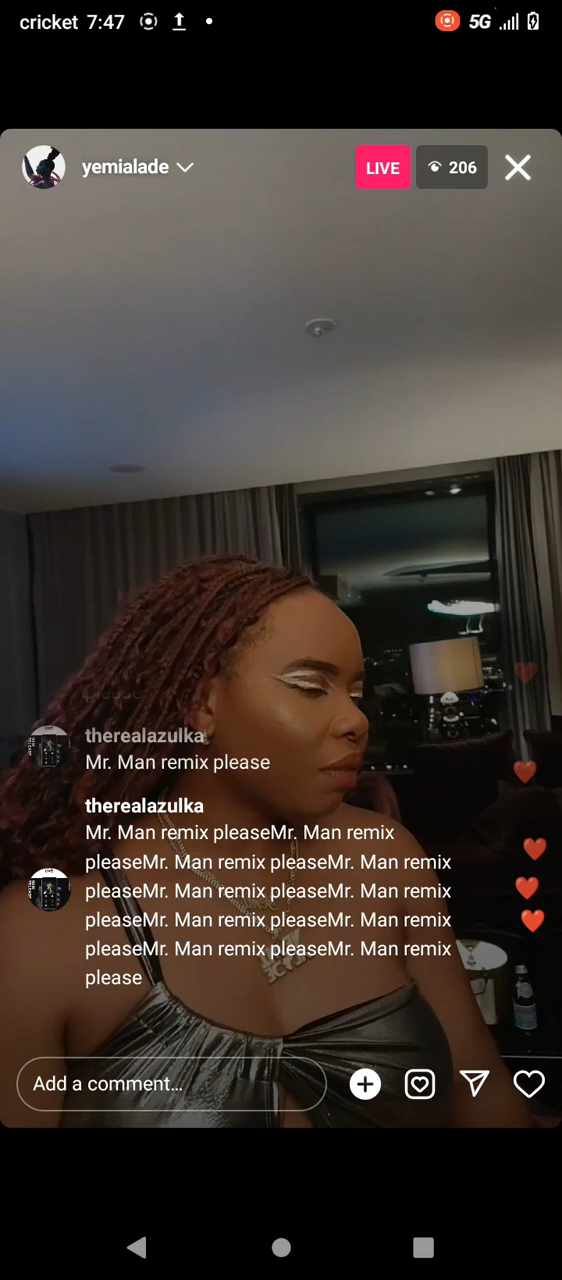 cricket 7:47
5G
yemialade
LIVE
206
please
therealazulka
Mr. Man remix please
therealazulka
Mr. Man remix pleaseMr. Man remix
pleaseMr. Man remix pleaseMr. Man remix
pleaseMr. Man remix pleaseMr. Man remix
pleaseMr. Man remix pleaseMr. Man remix
pleaseMr. Man remix pleaseMr. Man remix
please
Add a comment...